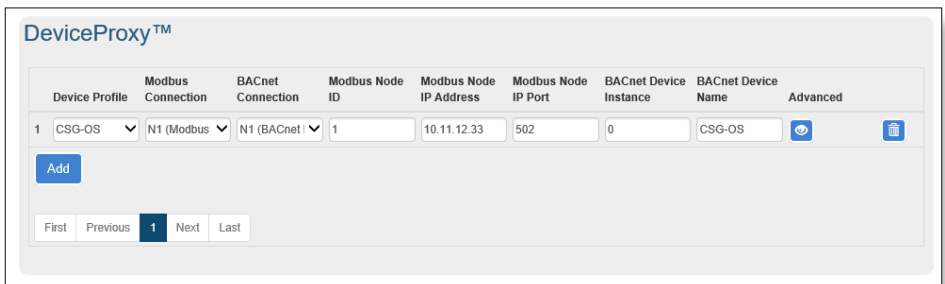 DeviceProxy™
Device Profile Modbus Connection BACnet Connection Modbus Node ID Modbus Node IP Address Modbus Node IP Port BACnet Device Instance BACnet Device Name Advanced
1 CSG-OS N1 (Modbus N1 (BACnet I 1 10.11.12.33 502 0 CSG-OS
Add
First Previous 1 Next Last